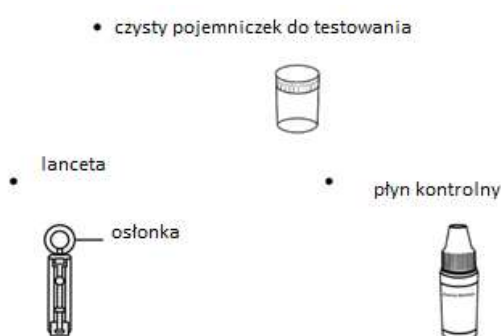 • czysty pojemniczek do testowania
• lanceta
osłonka
• płyn kontrolny